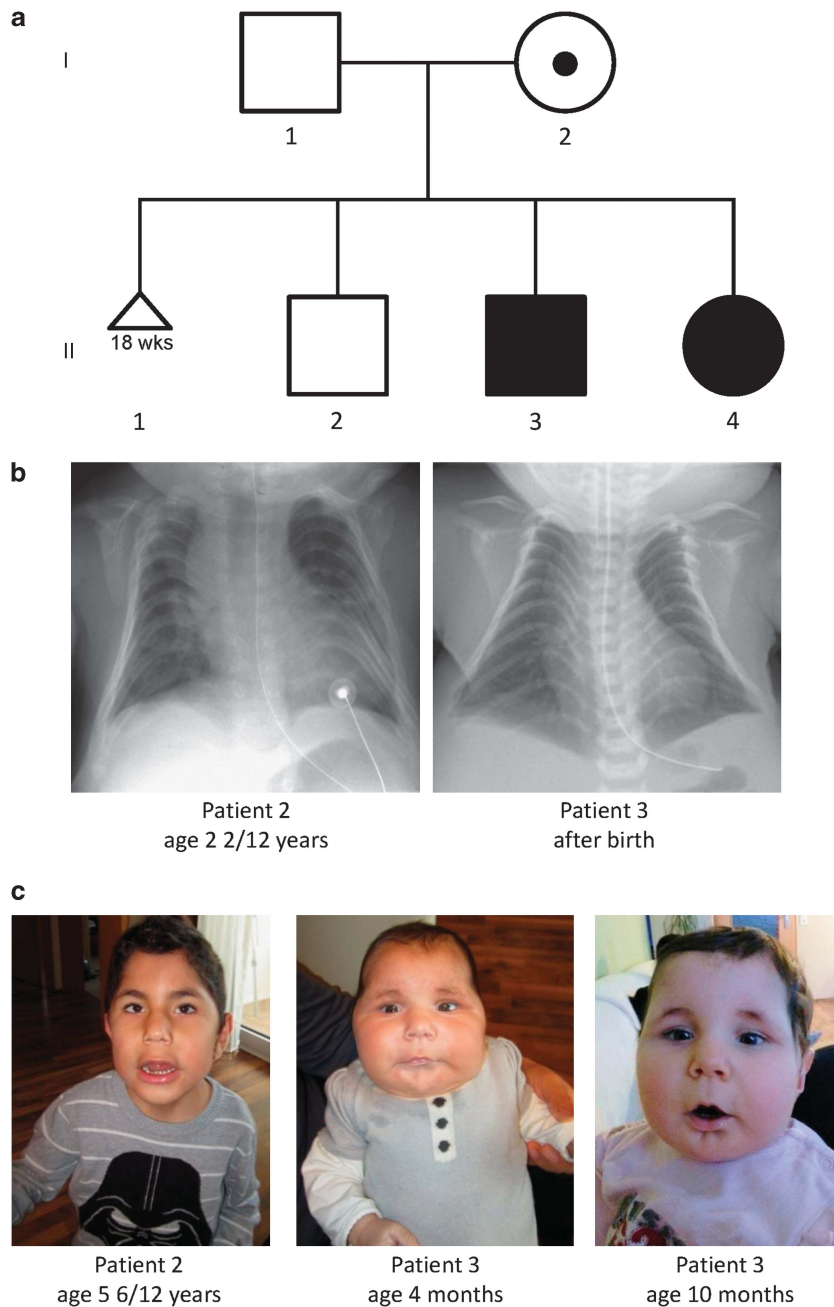 a
I
1
2
18 wks
II
1
2
3
4
b
Patient 2
age 2 2/12 years
Patient 3
after birth
c
Patient 2
age 5 6/12 years
Patient 3
age 4 months
Patient 3
age 10 months